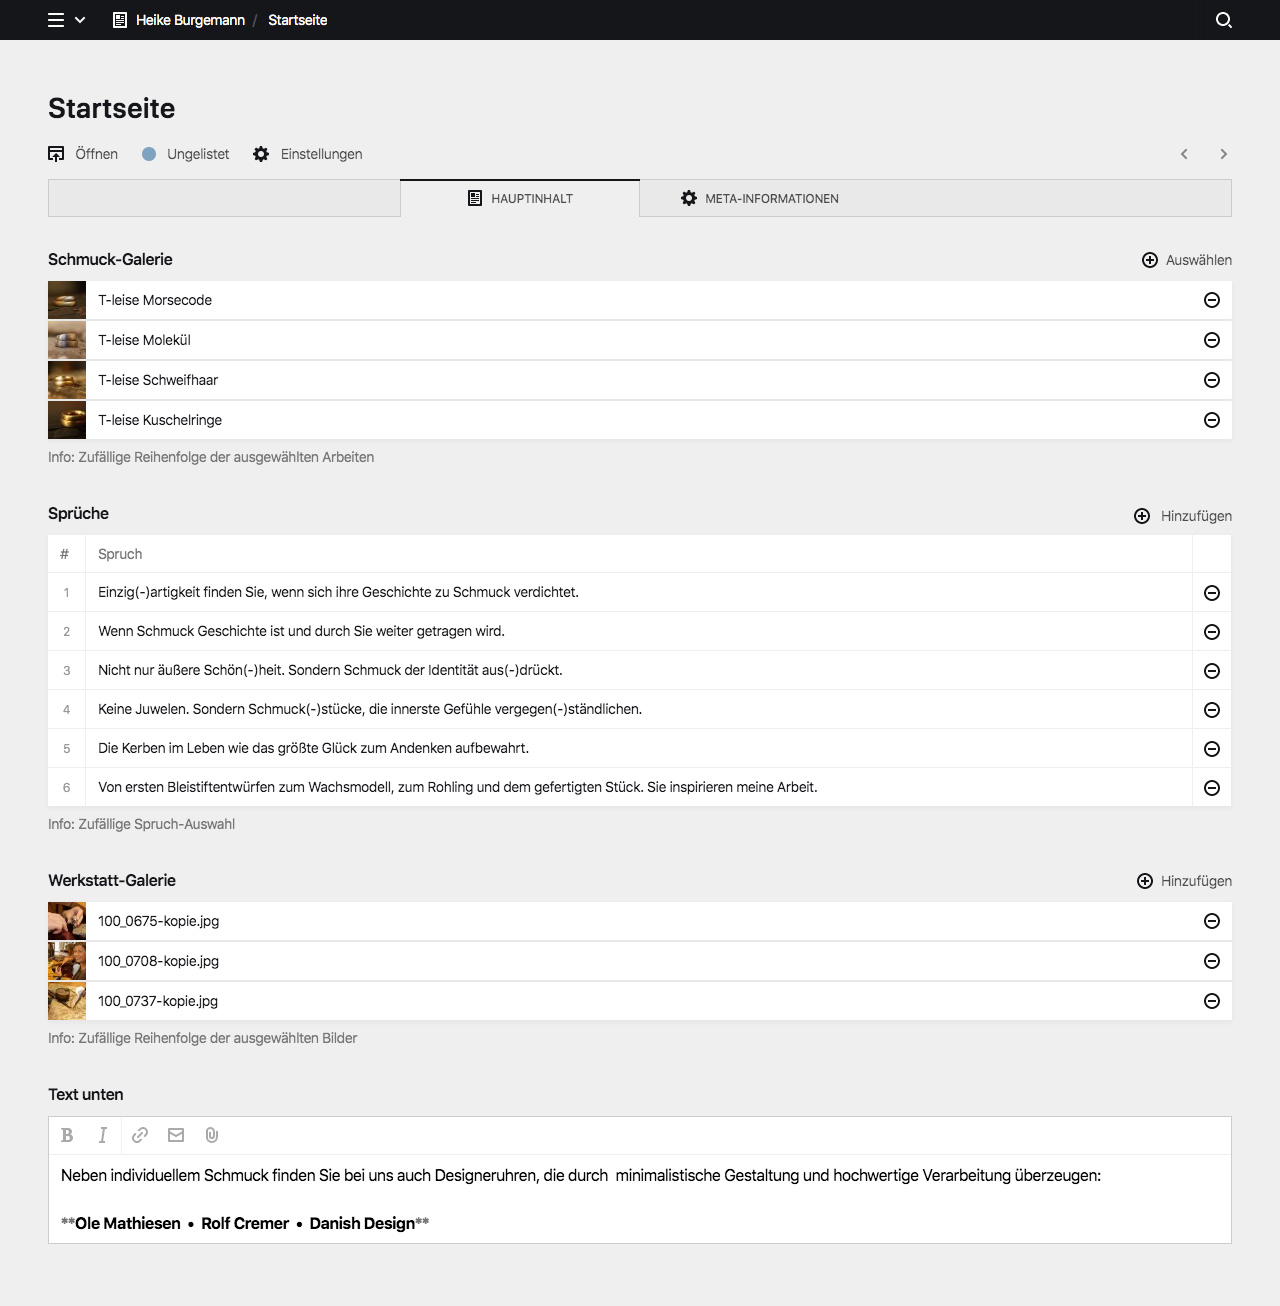 Heike Burgemann / Startseite
Startseite
Öffnen Ungelistet Einstellungen
HAUPTINHALT META-INFORMATIONEN
Schmuck-Galerie Auswählen
T-leise Morsecode
T-leise Molekül
T-leise Schweifhaar
T-leise Kuschelringe
Info: Zufällige Reihenfolge der ausgewählten Arbeiten
Sprüche Hinzufügen
# Spruch
1 Einzig(-)artigkeit finden Sie, wenn sich ihre Geschichte zu Schmuck verdichtet.
2 Wenn Schmuck Geschichte ist und durch Sie weiter getragen wird.
3 Nicht nur äußere Schön(-)heit. Sondern Schmuck der Identität aus(-)drückt.
4 Keine Juwelen. Sondern Schmuck(-)stücke, die innerste Gefühle vergegen(-)ständlichen.
5 Die Kerben im Leben wie das größte Glück zum Andenken aufbewahrt.
6 Von ersten Bleistiftentwürfen zum Wachsmodell, zum Rohling und dem gefertigten Stück. Sie inspirieren meine Arbeit.
Info: Zufällige Spruch-Auswahl
Werkstatt-Galerie Hinzufügen
100_0675-kopie.jpg
100_0708-kopie.jpg
100_0737-kopie.jpg
Info: Zufällige Reihenfolge der ausgewählten Bilder
Text unten
B I
Neben individuellem Schmuck finden Sie bei uns auch Designeruhren, die durch  minimalistische Gestaltung und hochwertige Verarbeitung überzeugen:
**Ole Mathiesen • Rolf Cremer • Danish Design**